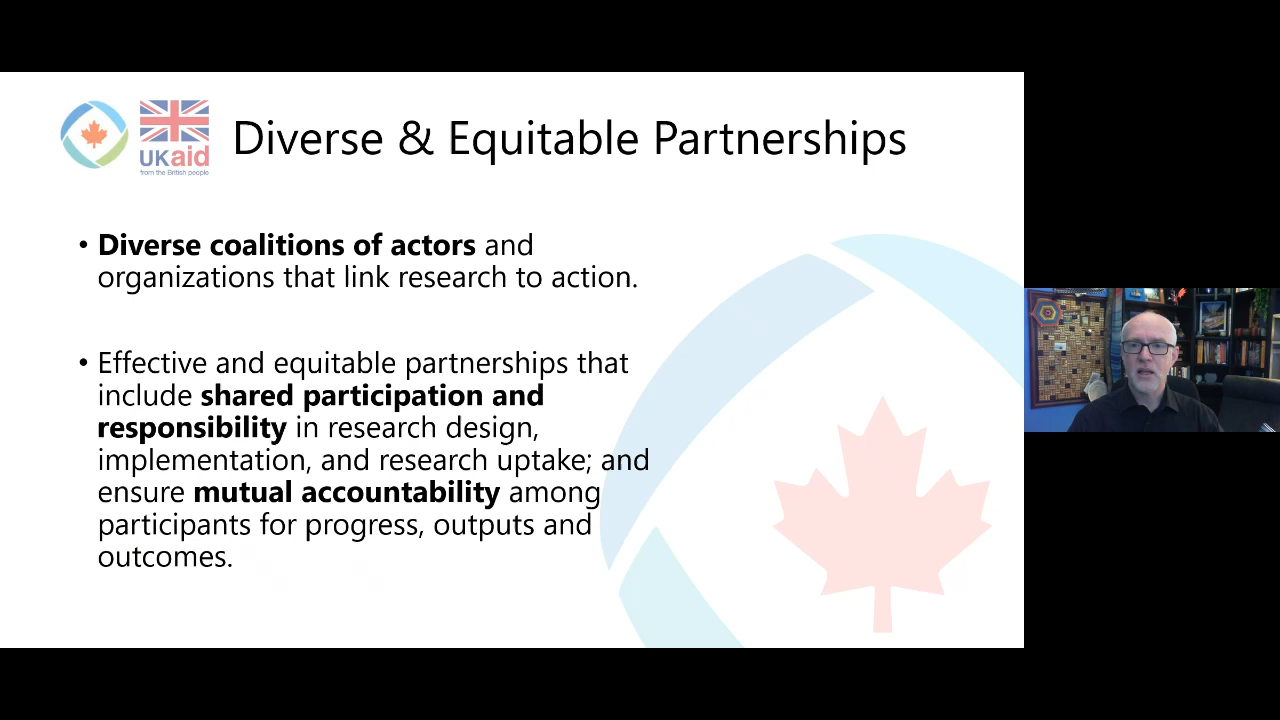 UKaid
from the British people
Diverse & Equitable Partnerships
• Diverse coalitions of actors and
organizations that link research to action.
• Effective and equitable partnerships that
include shared participation and
responsibility in research design,
implementation, and research uptake; and
ensure mutual accountability among
participants for progress, outputs and
outcomes.